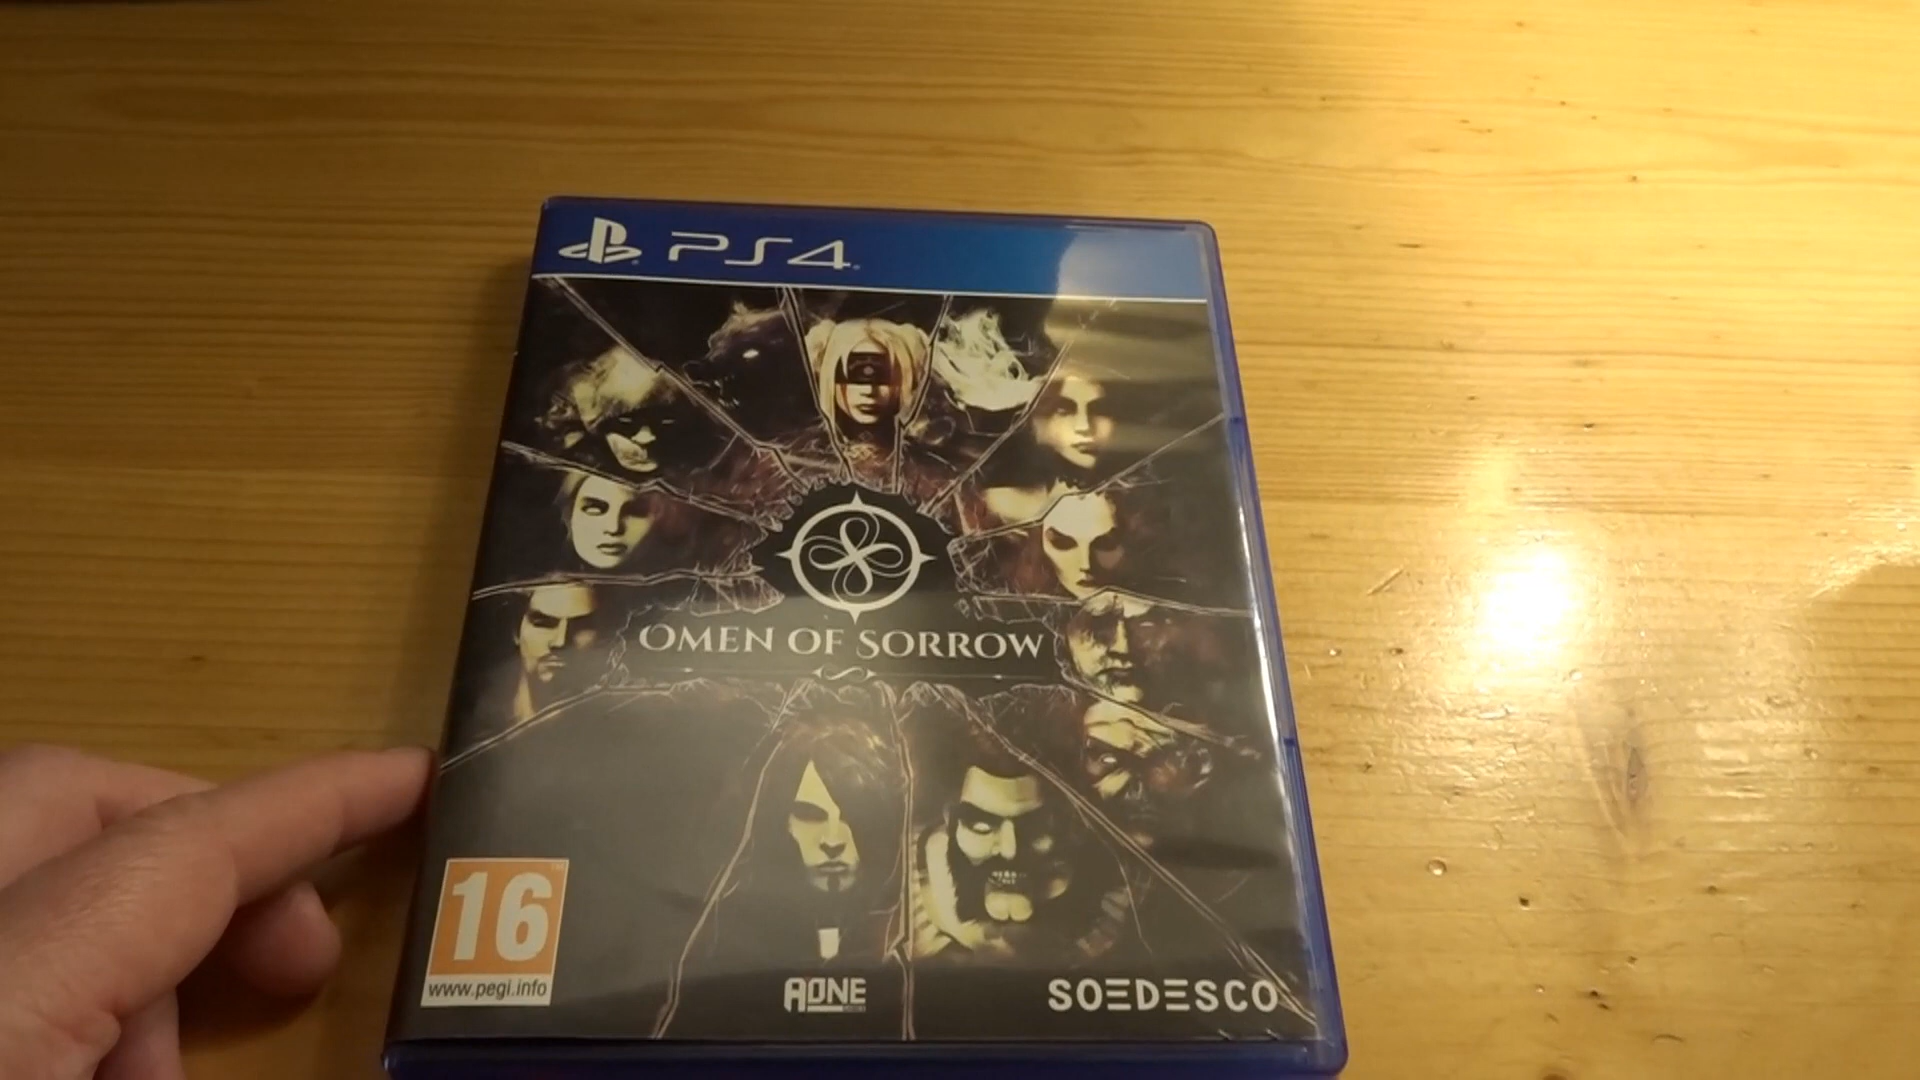 PS4
OMEN OF SORROW
16
www.pegi.info
AONE
SOEDESCO